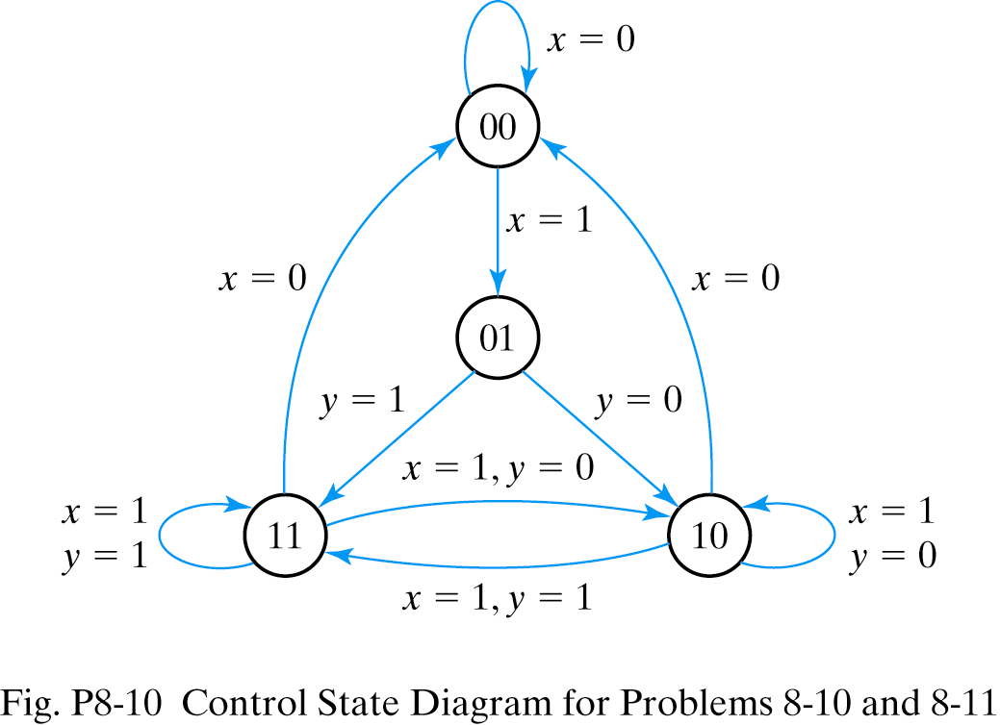 x = 0
00
x = 1
x = 0
x = 0
01
y = 1
y = 0
x = 1, y = 0
x = 1
y = 1
11
10
x = 1
y = 0
x = 1, y = 1
Fig. P8-10 Control State Diagram for Problems 8-10 and 8-11